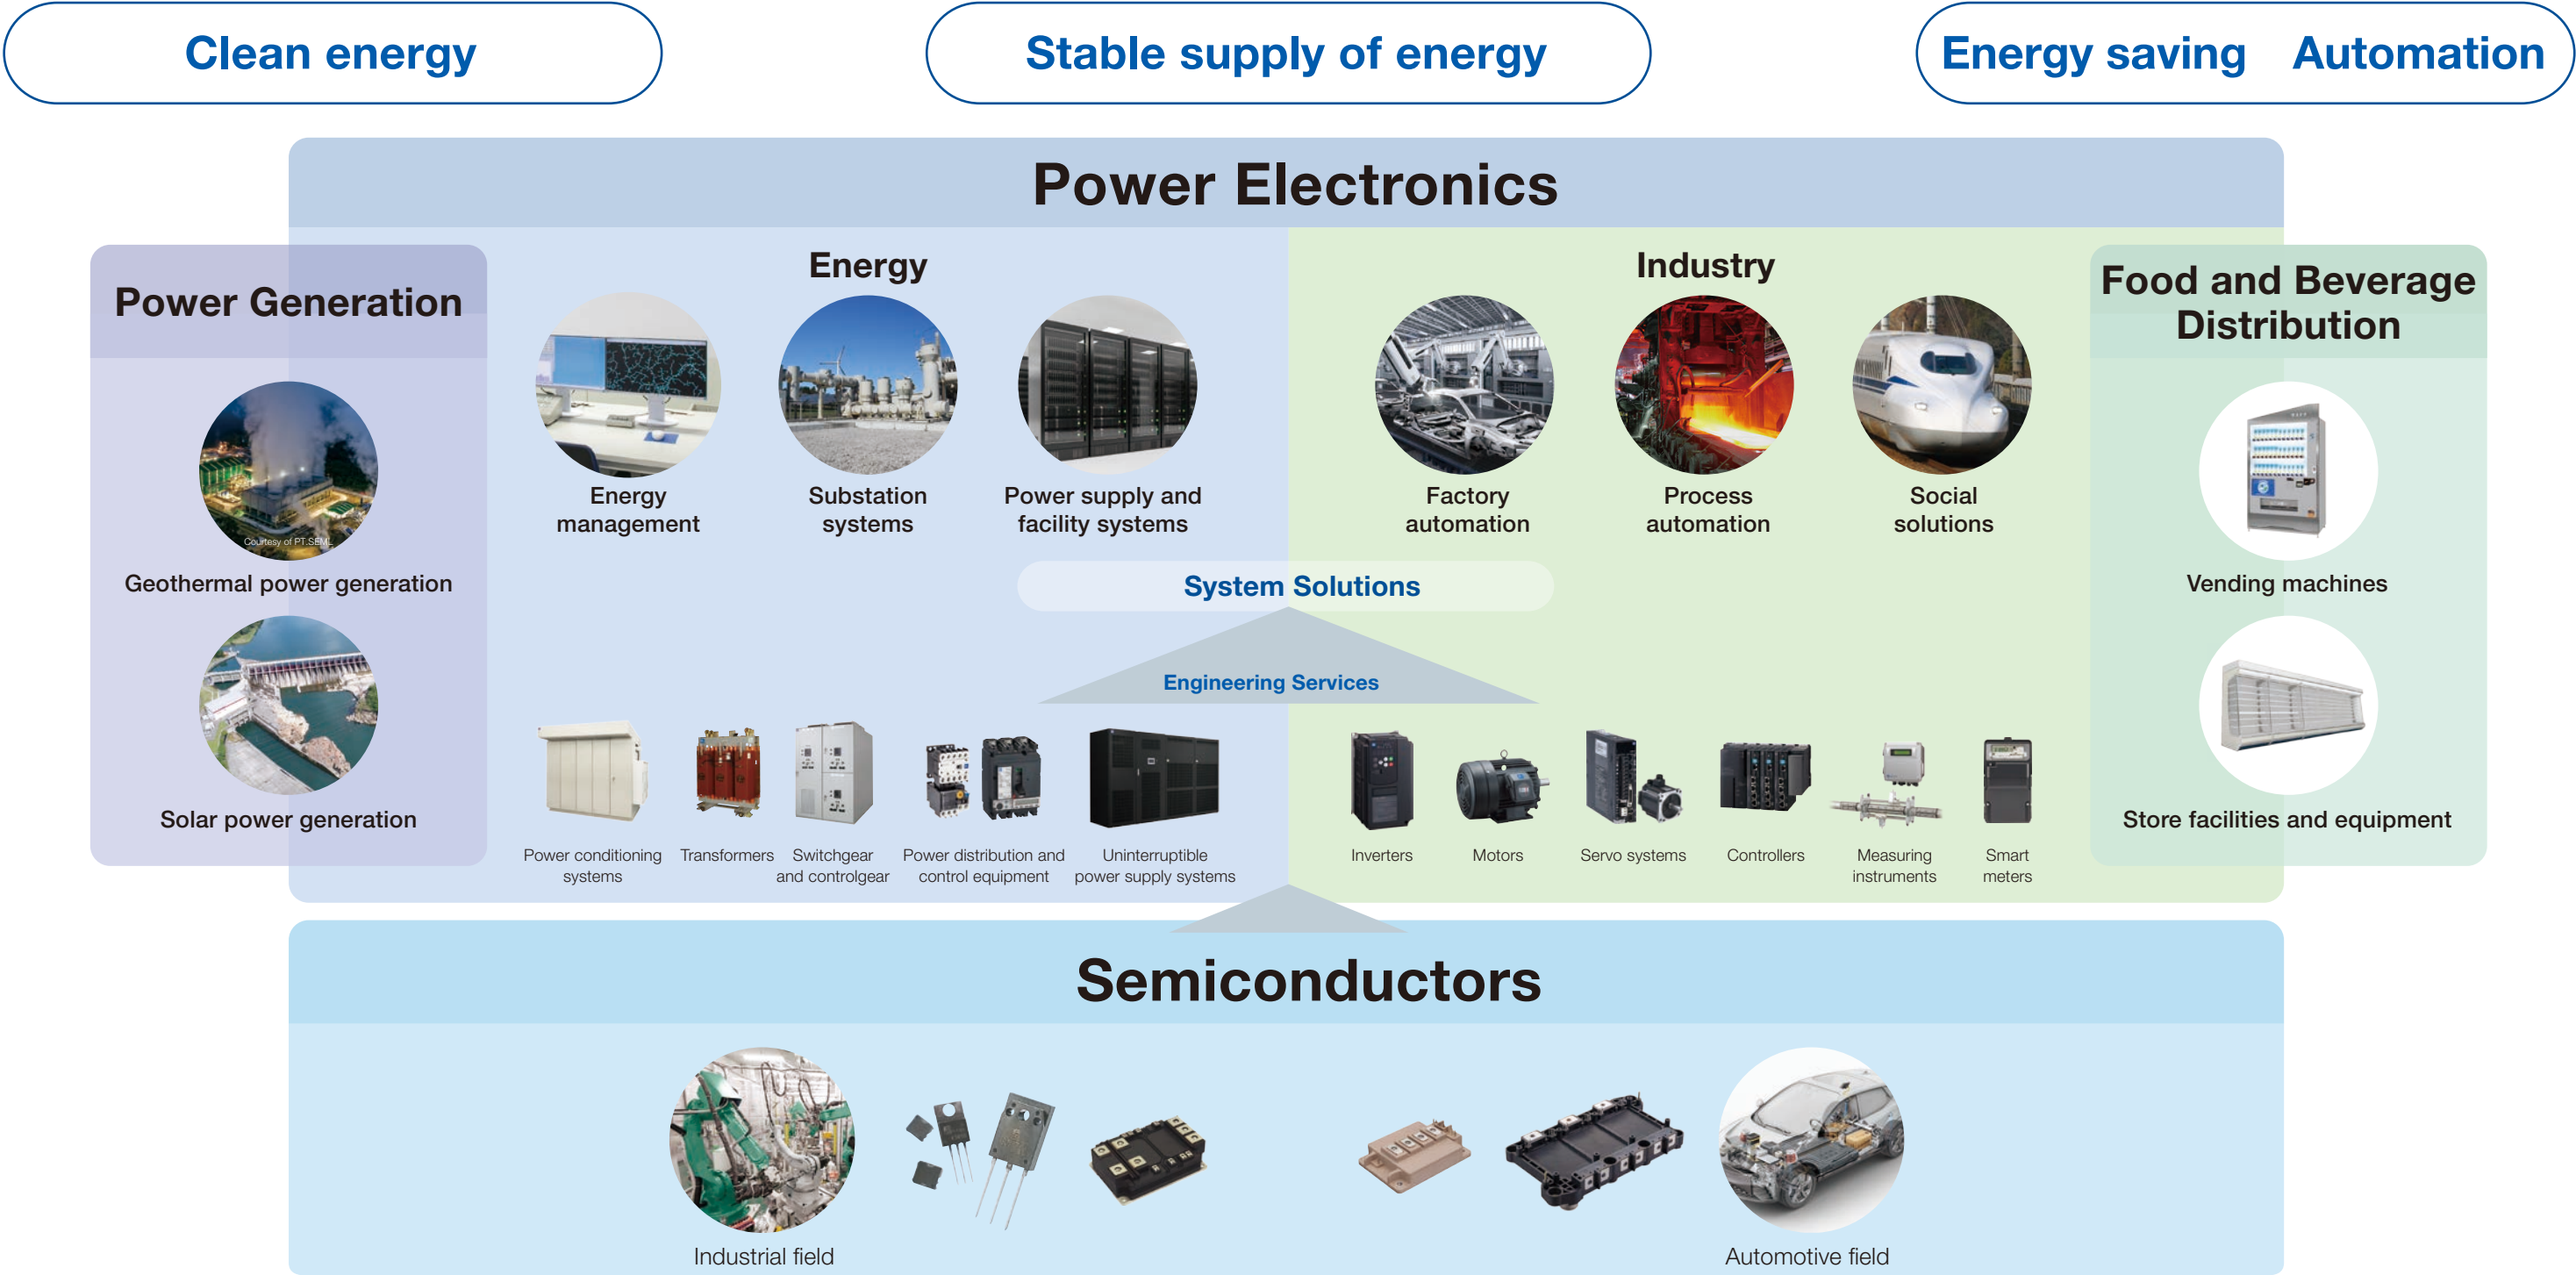 Clean energy
Stable supply of energy
Energy saving Automation
Power Electronics
Power Generation
Courtesy of PT.SEML
Geothermal power generation
Solar power generation
Energy
Energy
management
Substation
systems
Power supply and
facility systems
Industry
Factory
automation
Process
automation
Social
solutions
System Solutions
Engineering Services
Power conditioning
systems
Transformers
Switchgear
and controlgear
Power distribution and
control equipment
Uninterruptible
power supply systems
Inverters
Motors
Servo systems
Controllers
Measuring
instruments
Smart
meters
Food and Beverage
Distribution
Vending machines
Store facilities and equipment
Semiconductors
Industrial field
Automotive field